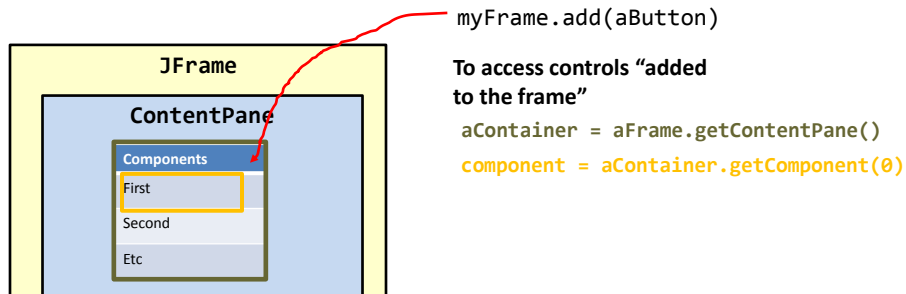 myFrame.add(aButton)
JFrame
To access controls “added
to the frame”
ContentPane
aContainer = aFrame.getContentPane()
Components
component = aContainer.getComponent(0)
First
Second
Etc